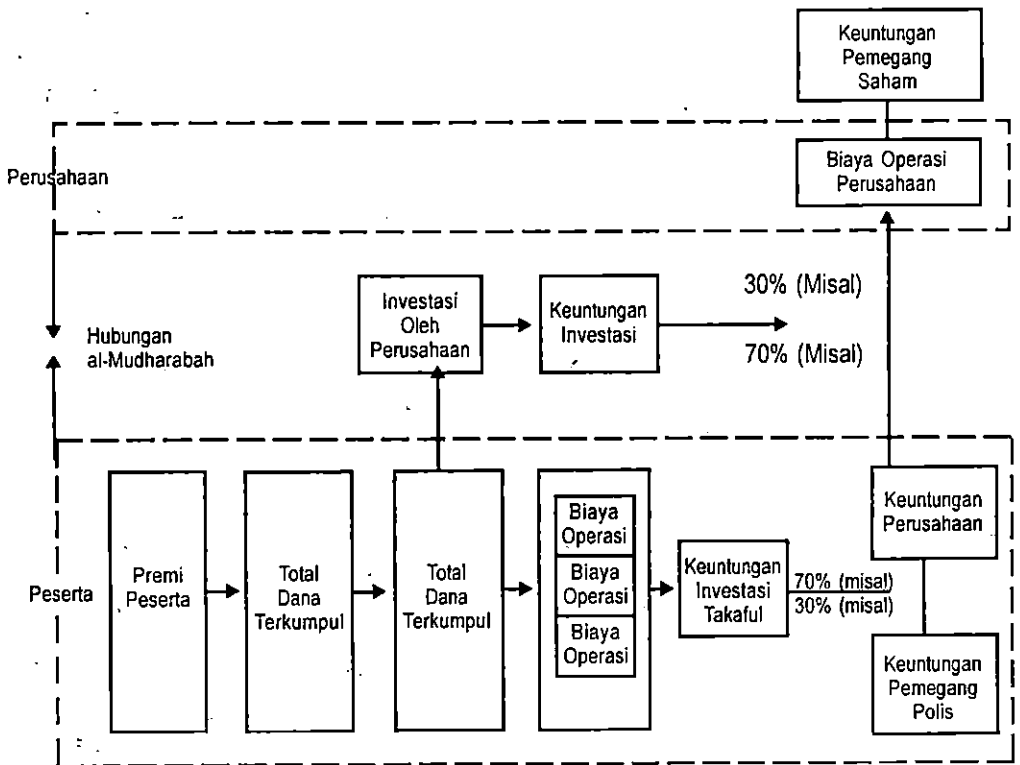 Keuntungan
Pemegang
Saham
Perusahaan
Biaya Operasi
Perusahaan
Hubungan
al-Mudharabah
Investasi
Oleh
Perusahaan
Keuntungan
Investasi
30% (Misal)
70% (Misal)
Peserta
Premi
Peserta
Total
Dana
Terkumpul
Total
Dana
Terkumpul
Biaya
Operasi
Biaya
Operasi
Biaya
Operasi
Keuntungan
Investasi
Takaful
70% (misal)
30% (misal)
Keuntungan
Perusahaan
Keuntungan
Pemegang
Polis